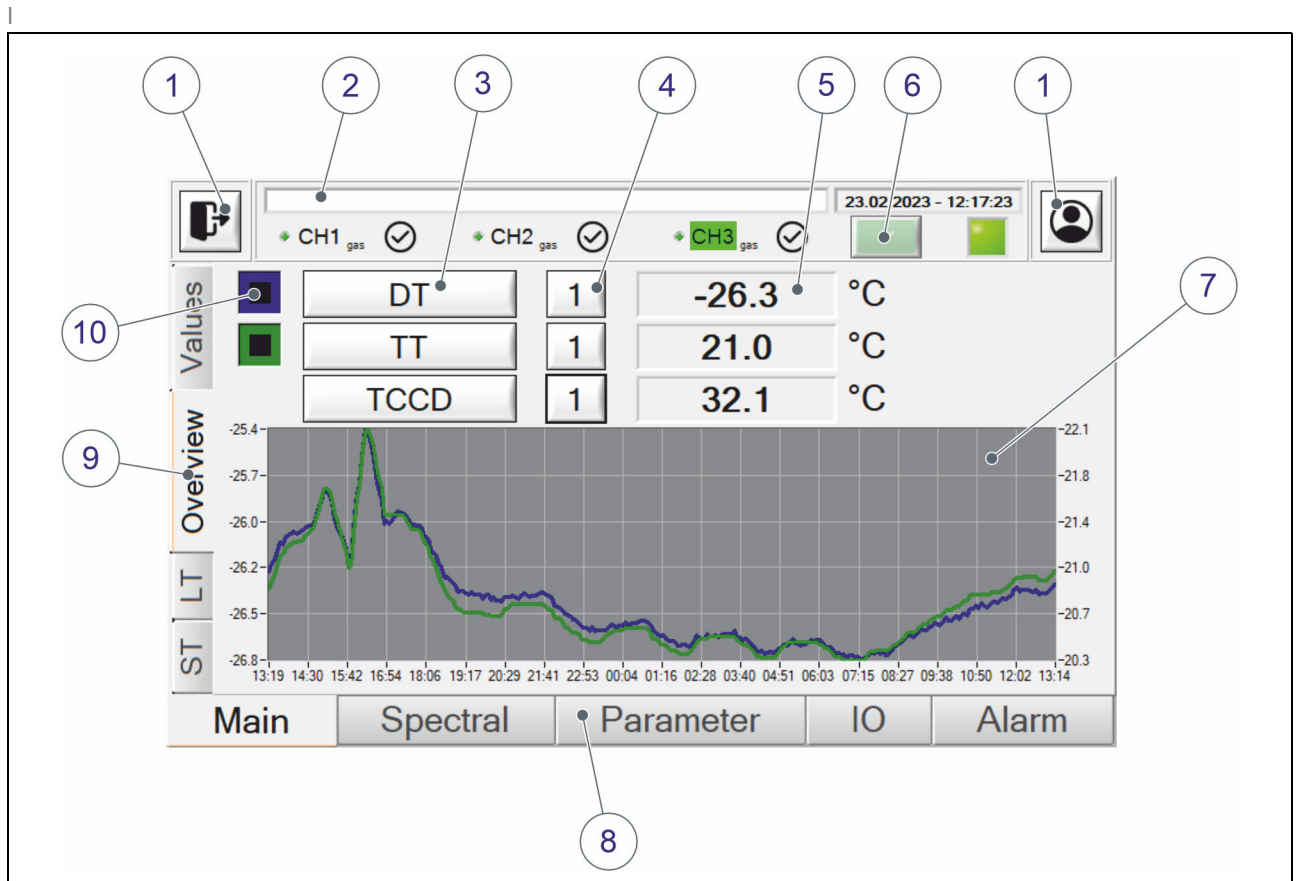 1 2 3 4 5 6 1
23.02.2023 - 12:17:23
CH1 gas CH2 gas CH3 gas
Values
Overview
LT
ST
DT 1 -26.3 °C
TT 1 21.0 °C
TCCD 1 32.1 °C
7
10
9
-25.4 -22.1
-25.7 -21.8
-26.0 -21.4
-26.2 -21.0
-26.5 -20.7
-26.8 -20.3
13:19 14:30 15:42 16:54 18:06 19:17 20:29 21:41 22:53 00:04 01:16 02:28 03:40 04:51 06:03 07:15 08:27 09:38 10:50 12:02 13:14
Main Spectral Parameter IO Alarm
8